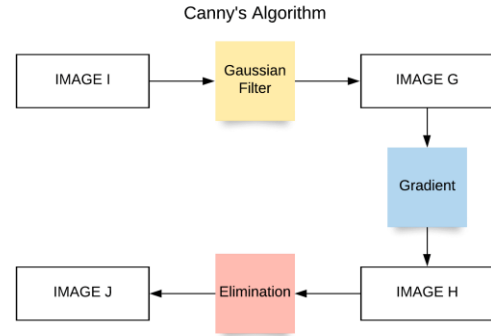 Canny's Algorithm
IMAGE I
Gaussian
Filter
IMAGE G
Gradient
IMAGE J
Elimination
IMAGE H